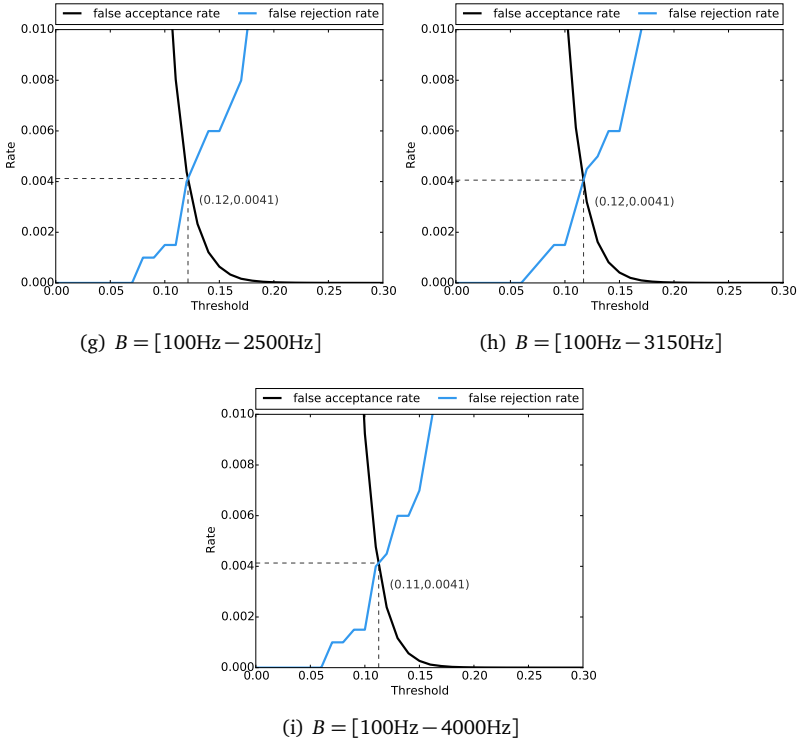 false acceptance rate false rejection rate
0.010
0.008
0.006
0.004
0.002
0.000
Rate
(0.12,0.0041)
0.00 0.05 0.10 0.15 0.20 0.25 0.30
Threshold
(g) B = [100Hz − 2500Hz]
false acceptance rate false rejection rate
0.010
0.008
0.006
0.004
0.002
0.000
Rate
(0.12,0.0041)
0.00 0.05 0.10 0.15 0.20 0.25 0.30
Threshold
(h) B = [100Hz − 3150Hz]
false acceptance rate false rejection rate
0.010
0.008
0.006
0.004
0.002
0.000
Rate
(0.11,0.0041)
0.00 0.05 0.10 0.15 0.20 0.25 0.30
Threshold
(i) B = [100Hz − 4000Hz]